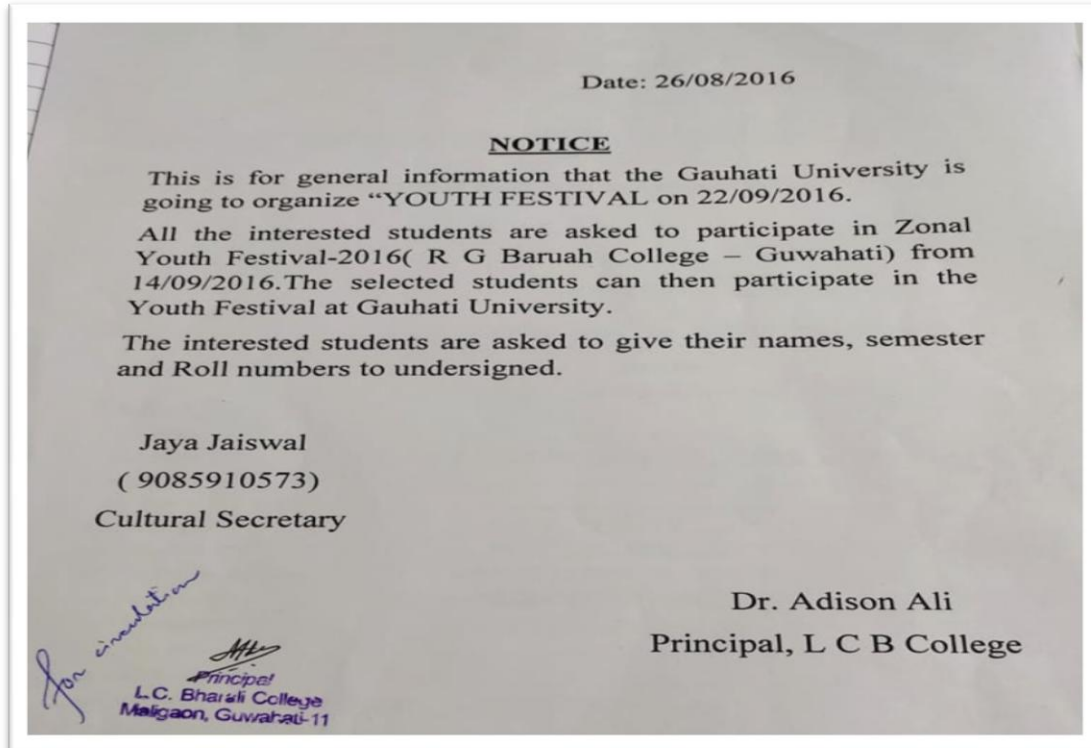 Date: 26/08/2016
NOTICE
This is for general information that the Gauhati University is
going to organize “YOUTH FESTIVAL on 22/09/2016.
All the interested students are asked to participate in Zonal
Youth Festival-2016( R G Baruah College – Guwahati) from
14/09/2016.The selected students can then participate in the
Youth Festival at Gauhati University.
The interested students are asked to give their names, semester
and Roll numbers to undersigned.
Jaya Jaiswal
( 9085910573)
Cultural Secretary
Dr. Adison Ali
Principal, L C B College
for circulation
Principal
L.C. Bharali College
Maligaon, Guwahati-11